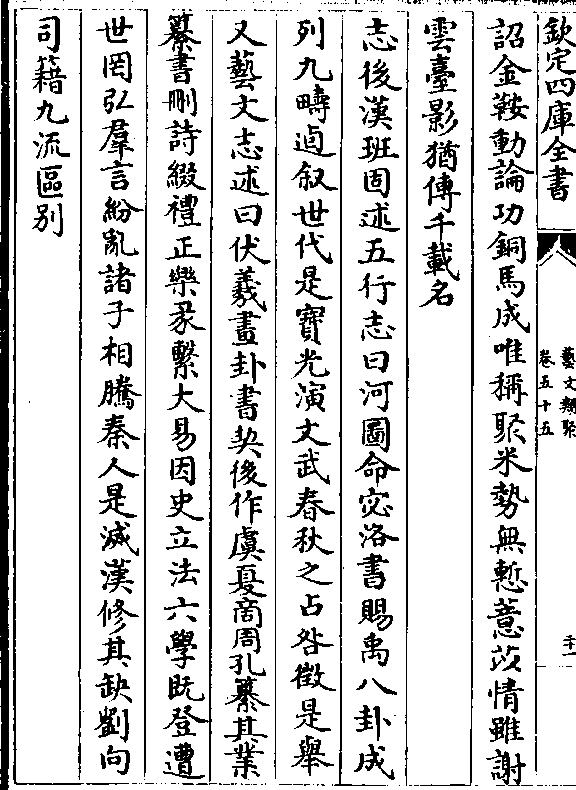 欽定四庫全書
藝文類聚
卷五十五
詔金鞍動論功銅馬成唯稱聚米勢無慙薏苡情雖謝
雲臺影猶傳千載名
志後漢班固述五行志曰河圖命宓洛書賜禹八卦成
列九疇逌叙世代是寶光演文武春秋之占咎徵是舉
又藝文志述曰伏羲畫卦書契後作虞夏商周孔纂其業
纂書刪詩綴禮正樂彖繫大易因史立法六學既登遭
世罔弘羣言紛亂諸子相騰秦人是滅漢修其缺劉向
司籍九流區别